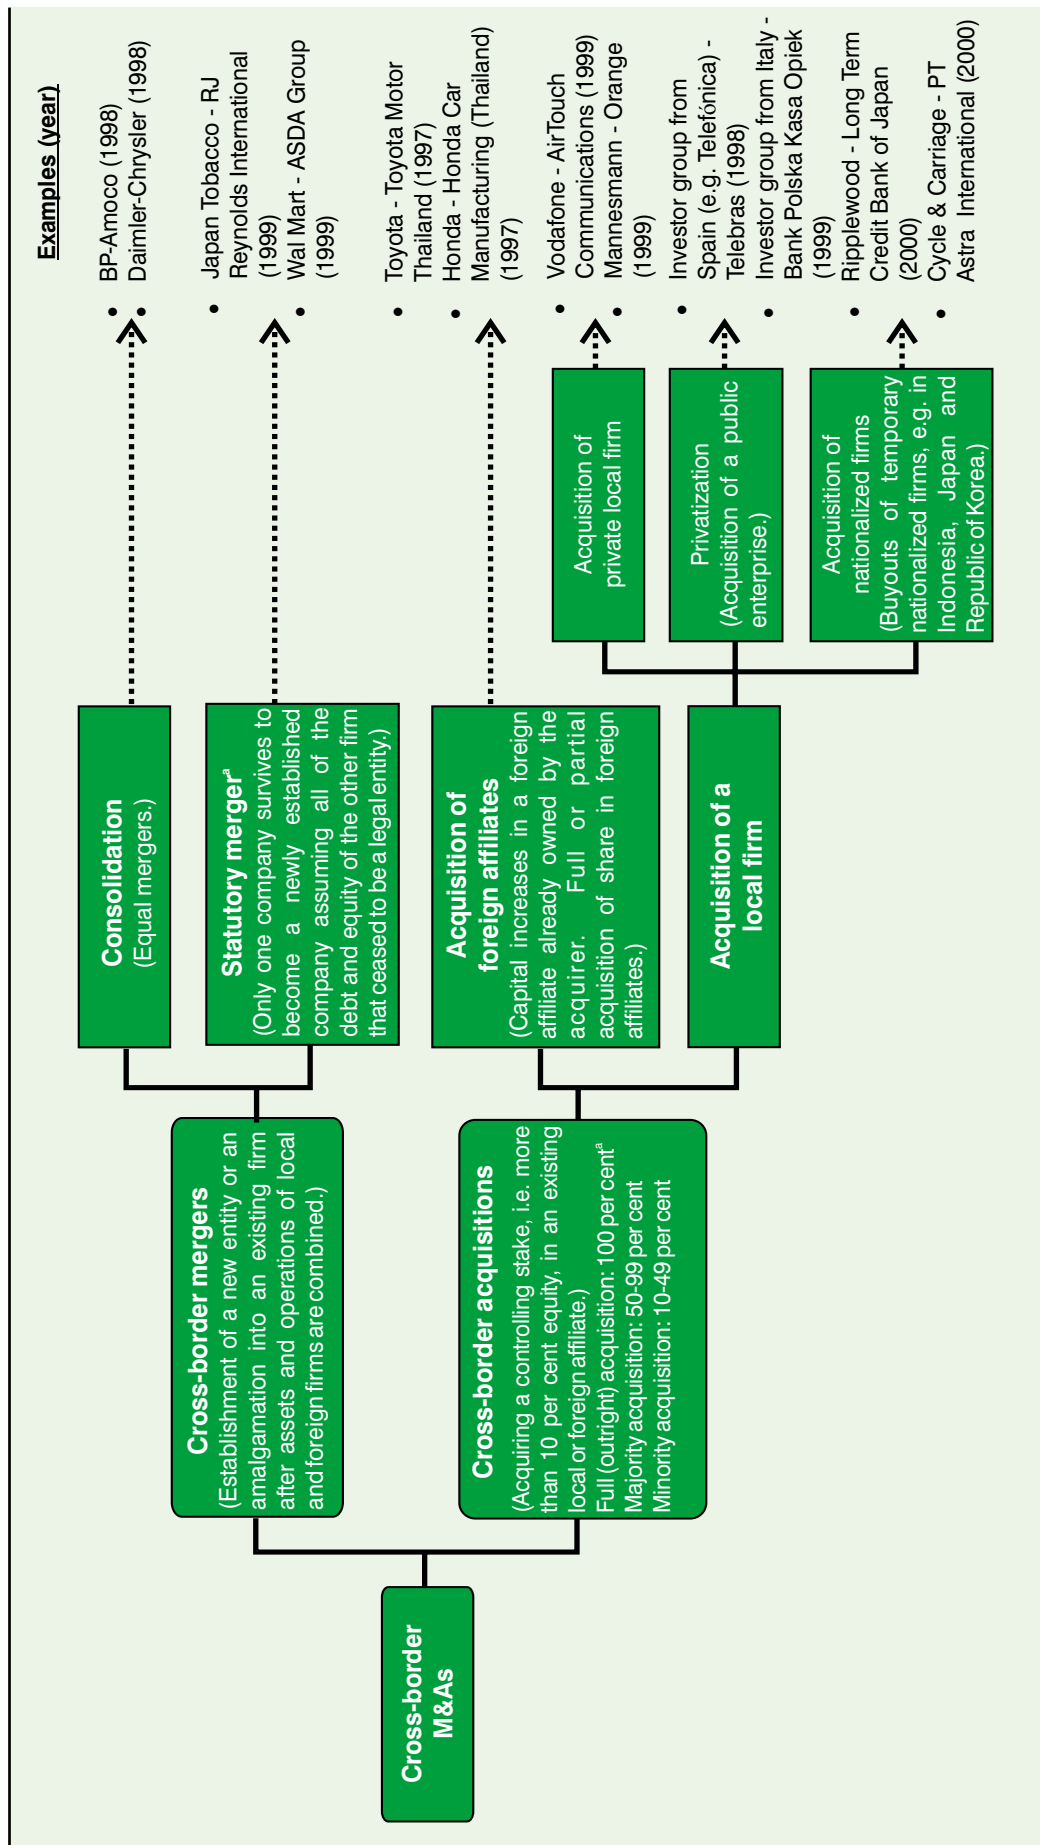 Examples (year)
Cross-border
M&As
Cross-border mergers
(Establishment of a new entity or an
amalgamation into an existing firm
after assets and operations of local
and foreign firms are combined.)
Consolidation
(Equal mergers.)
• BP-Amoco (1998)
• Daimler-Chrysler (1998)
Statutory mergerª
(Only one company survives to
become a newly established
company assuming all of the
debt and equity of the other firm
that ceased to be a legal entity.)
• Japan Tobacco - RJ
Reynolds International
(1999)
• Wal Mart - ASDA Group
(1999)
Cross-border acquisitions
(Acquiring a controlling stake, i.e. more
than 10 per cent equity, in an existing
local or foreign affiliate.)
Full (outright) acquisition: 100 per centª
Majority acquisition: 50-99 per cent
Minority acquisition: 10-49 per cent
Acquisition of
foreign affiliates
(Capital increases in a foreign
affiliate already owned by the
acquirer. Full or partial
acquisition of share in foreign
affiliates.)
• Toyota - Toyota Motor
Thailand (1997)
• Honda - Honda Car
Manufacturing (Thailand)
(1997)
Acquisition of a
local firm
Acquisition of
private local firm
• Vodafone - AirTouch
Communications (1999)
• Mannesmann - Orange
(1999)
Privatization
(Acquisition of a public
enterprise.)
• Investor group from
Spain (e.g. Telefónica) -
Telebras (1998)
• Investor group from Italy -
Bank Polska Kasa Opiek
(1999)
Acquisition of
nationalized firms
(Buyouts of temporary
nationalized firms, e.g. in
Indonesia, Japan and
Republic of Korea.)
• Ripplewood - Long Term
Credit Bank of Japan
(2000)
• Cycle & Carriage - PT
Astra International (2000)